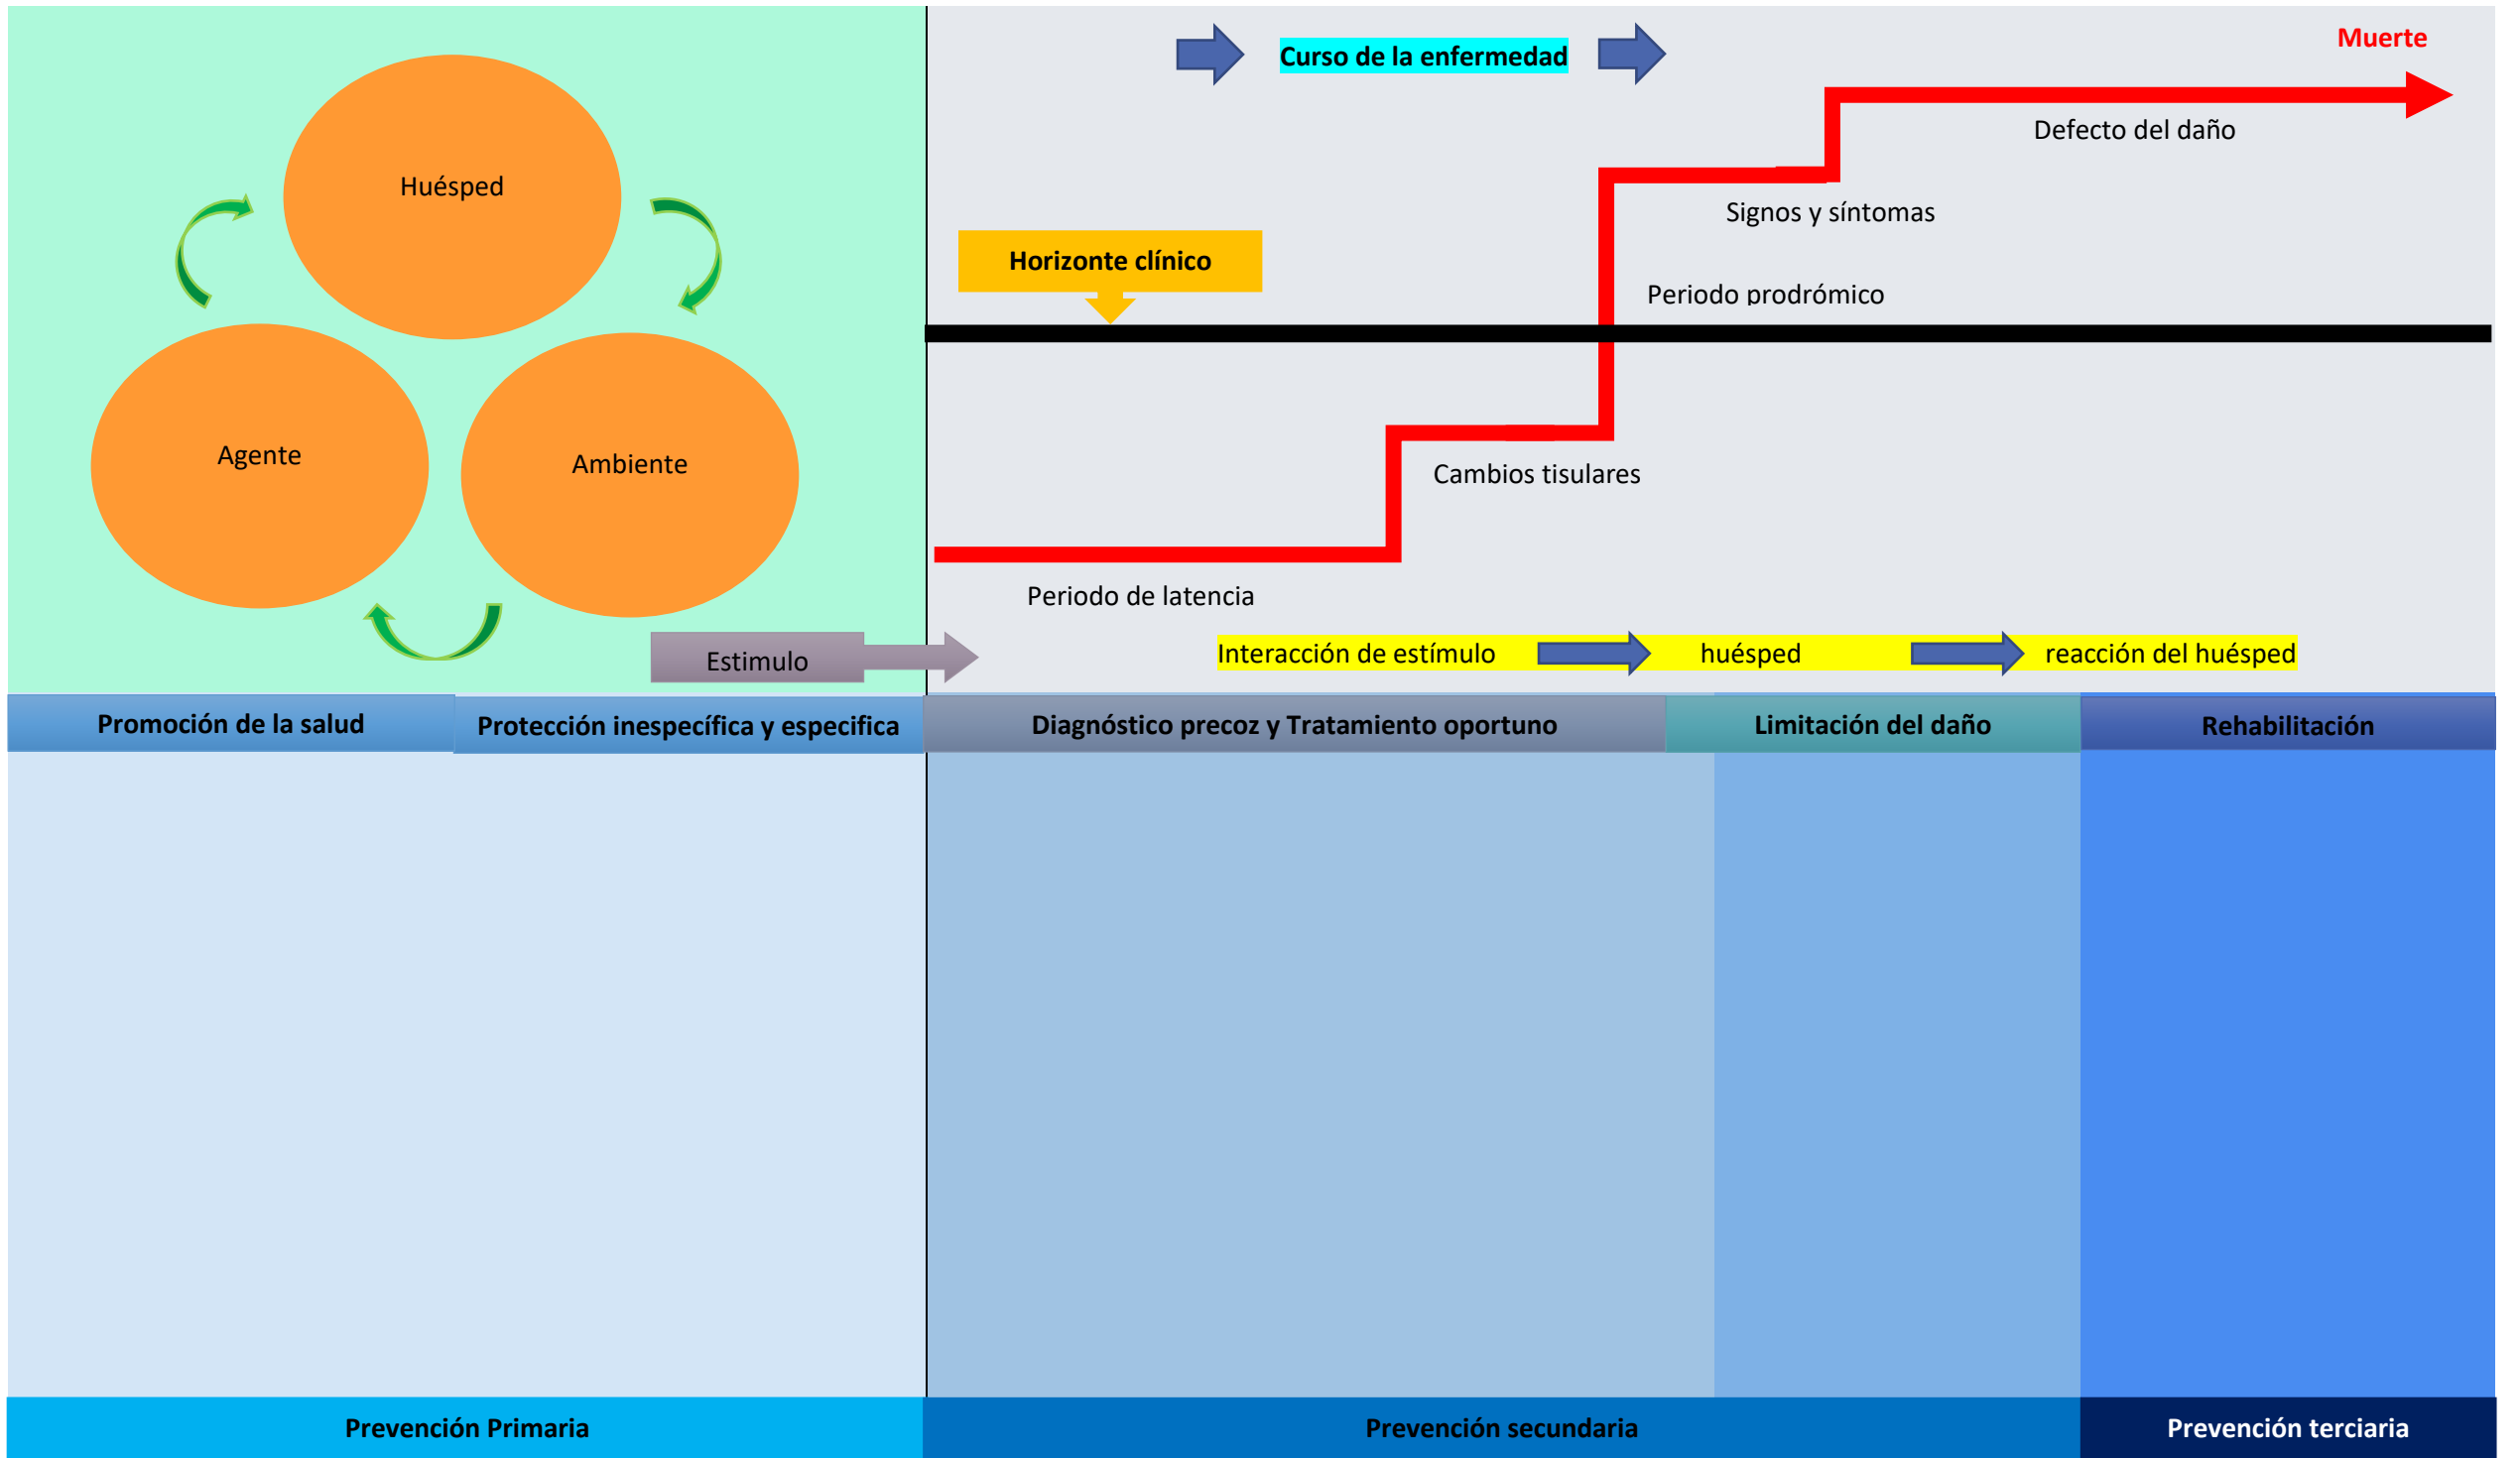 Curso de la enfermedad
Muerte
Defecto del daño
Huésped
Signos y síntomas
Horizonte clínico
Periodo prodrómico
Agente
Ambiente
Cambios tisulares
Periodo de latencia
Estimulo
Interacción de estímulo huésped reacción del huésped
Promoción de la salud
Protección inespecífica y especifica
Diagnóstico precoz y Tratamiento oportuno
Limitación del daño
Rehabilitación
Prevención Primaria
Prevención secundaria
Prevención terciaria